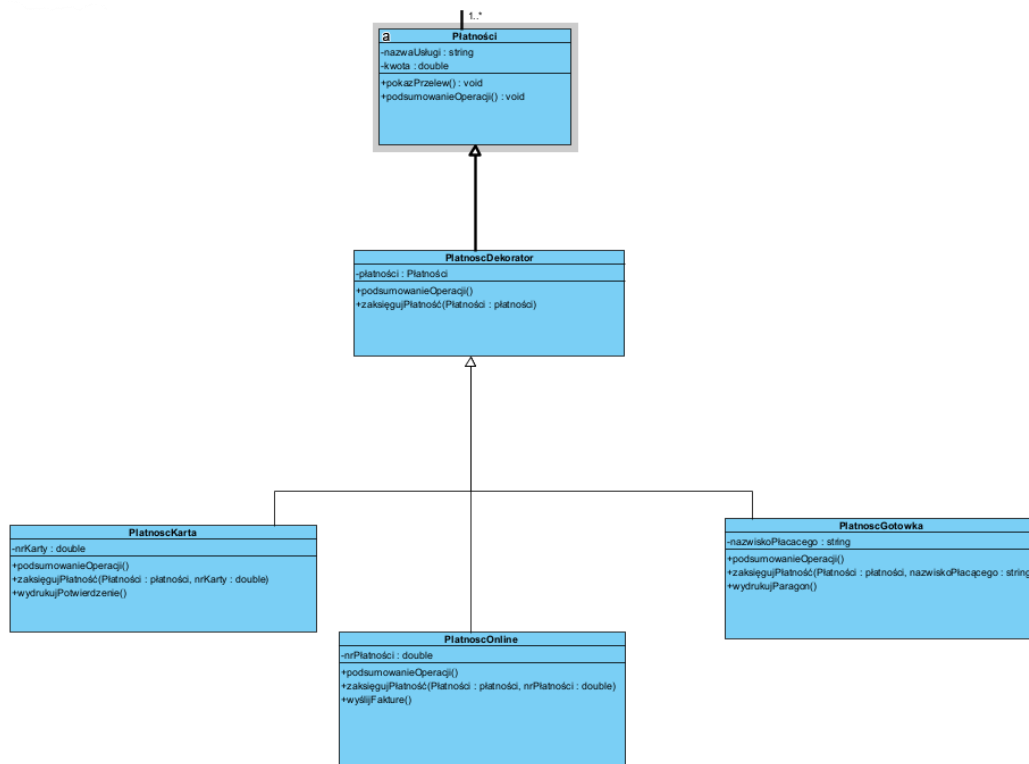 1..*
a
Płatności
-nazwaUsługi : string
-kwota : double
+pokazPrzelew() : void
+podsumowanieOperacji() : void
PlatnoscDekorator
-płatności : Płatności
+podsumowanieOperacji()
+zaksięgujPłatność(Płatności : płatności)
PlatnoscKarta
-nrKarty : double
+podsumowanieOperacji()
+zaksięgujPłatność(Płatności : płatności, nrKarty : double)
+wydrukujPotwierdzenie()
PlatnoscGotowka
-nazwiskoPłacacego : string
+podsumowanieOperacji()
+zaksięgujPłatność(Płatności : płatności, nazwiskoPłacącego : string
+wydrukujParagon()
PlatnoscOnline
-nrPłatności : double
+podsumowanieOperacji()
+zaksięgujPłatność(Płatności : płatności, nrPłatności : double)
+wyślijFakture()